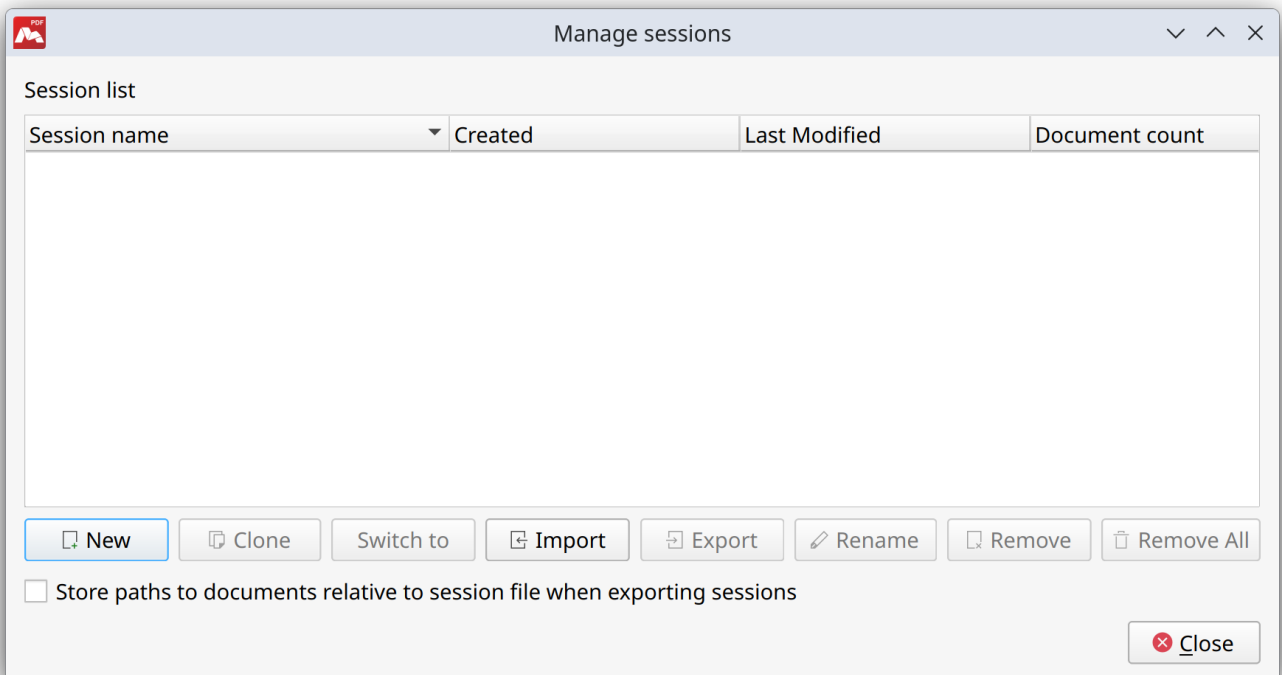 PDF
Manage sessions
Session list
Session name Created Last Modified Document count
New Clone Switch to Import Export Rename Remove Remove All
Store paths to documents relative to session file when exporting sessions
Close